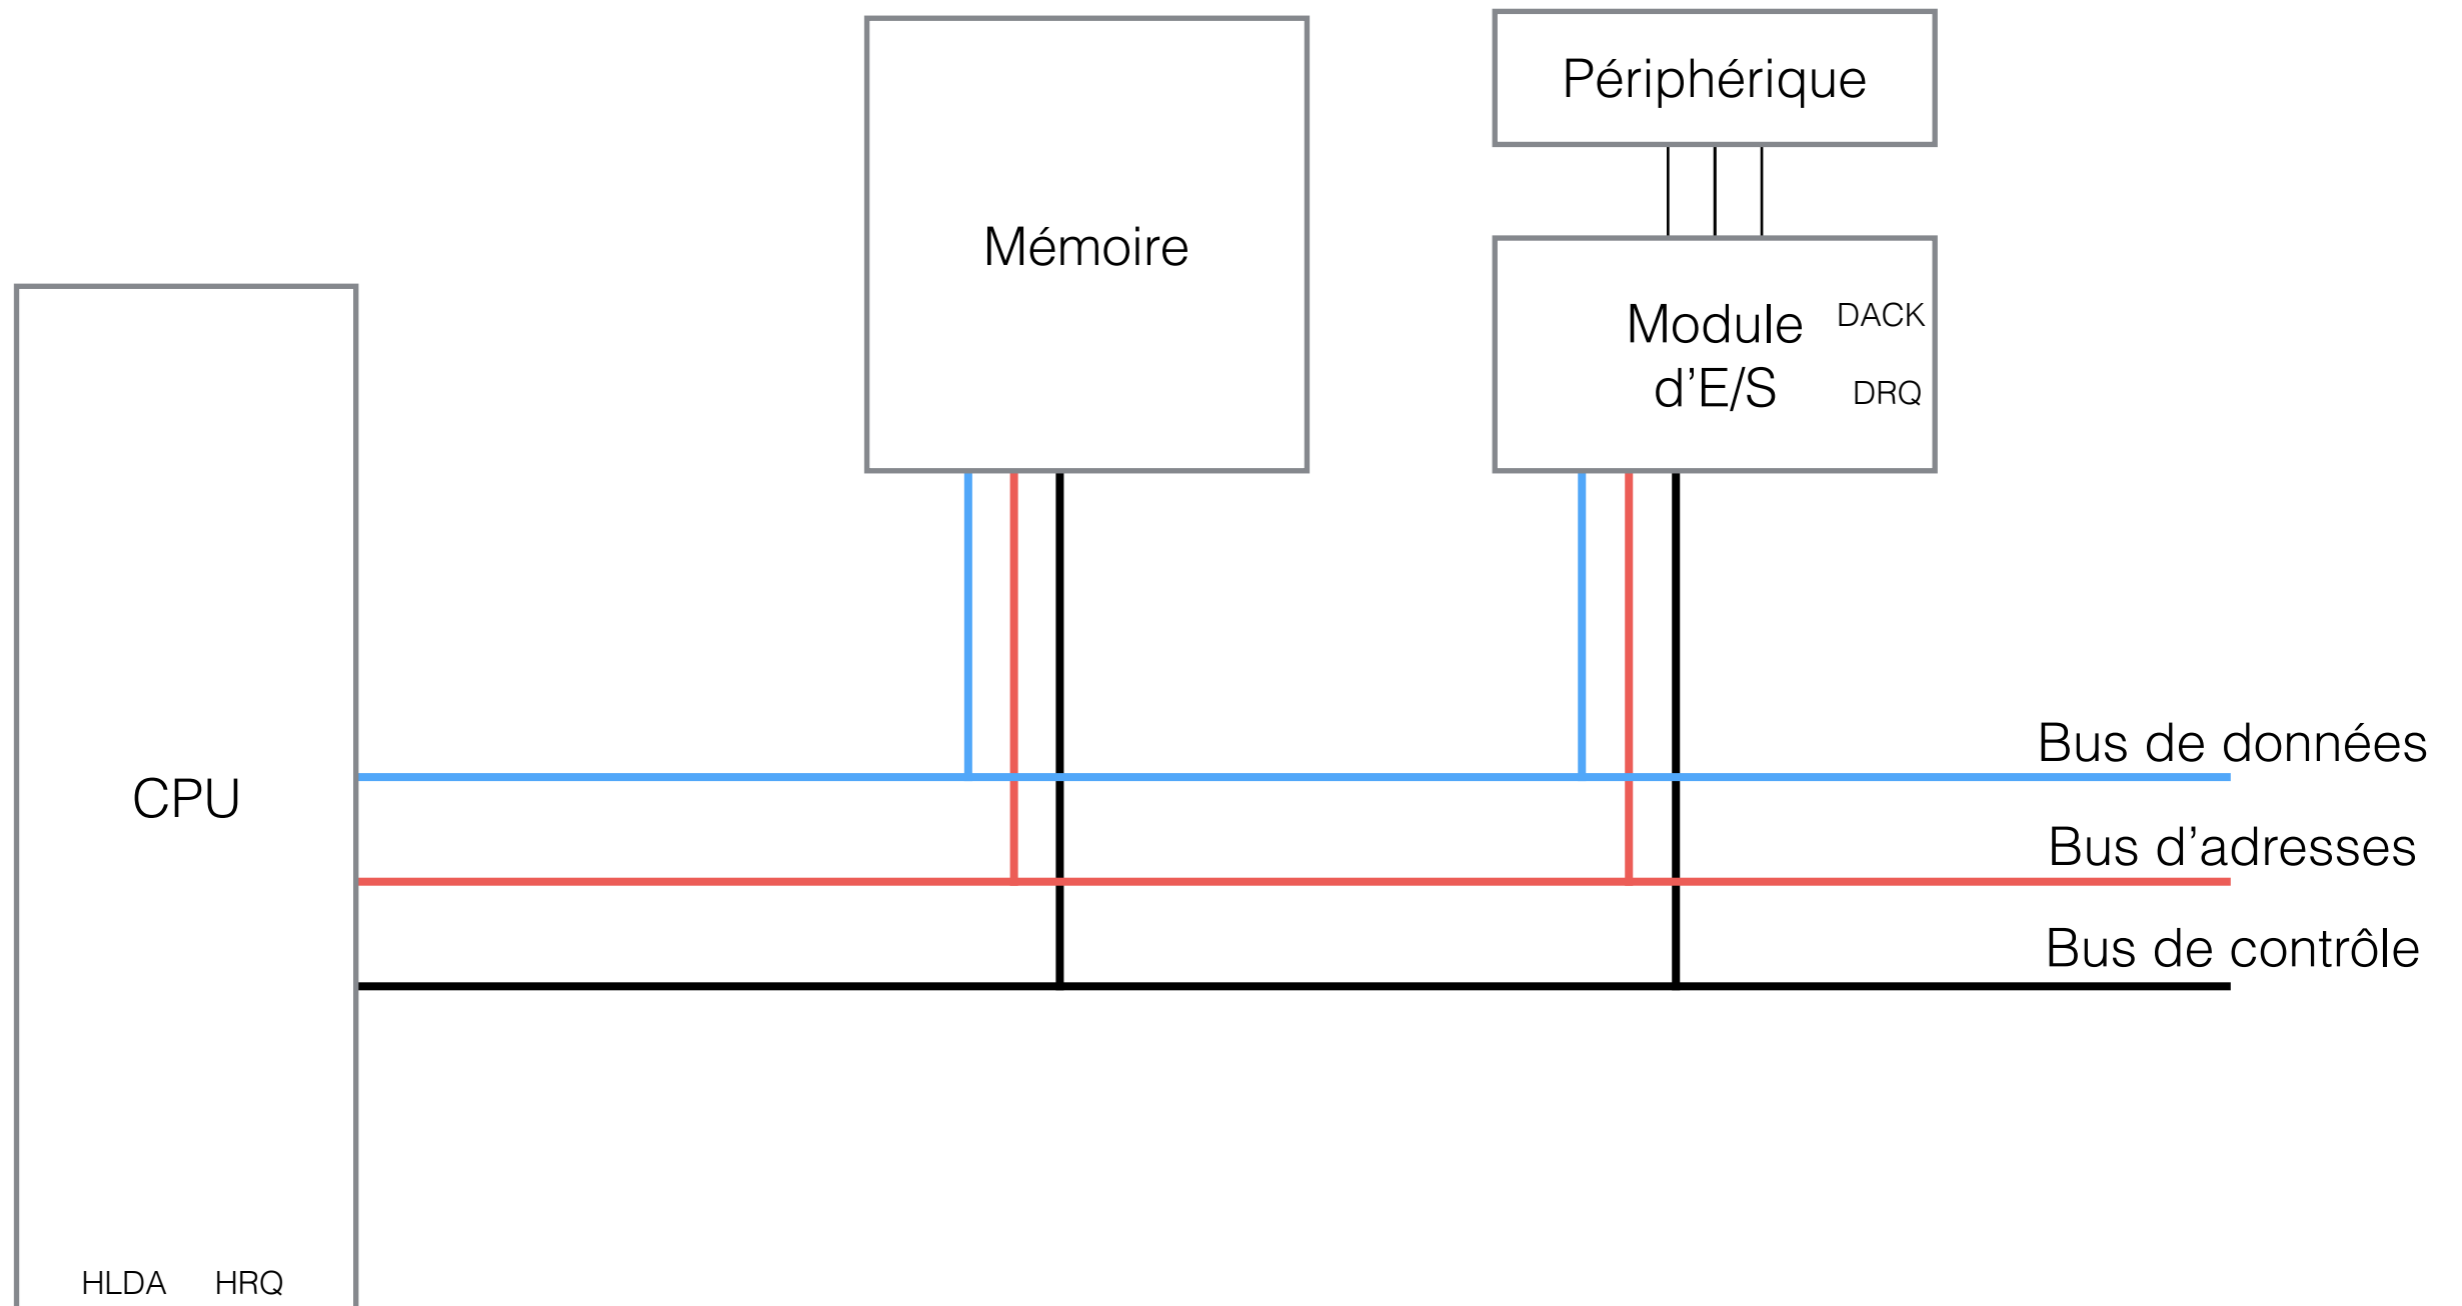 Périphérique
Mémoire
Module
d’E/S
DACK
DRQ
CPU
Bus de données
Bus d’adresses
Bus de contrôle
HLDA
HRQ